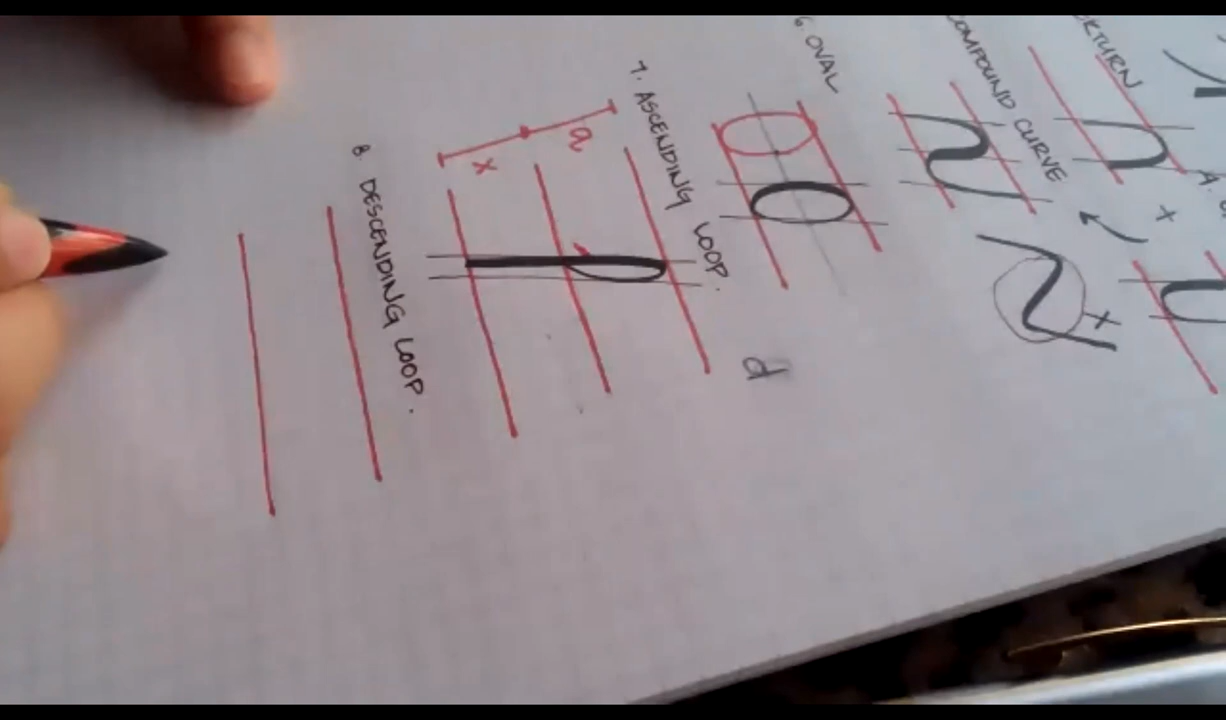 COMPOUND CURVE
6. OVAL
7. ASCENDING LOOP.
a
x
d
8. DESCENDING LOOP.